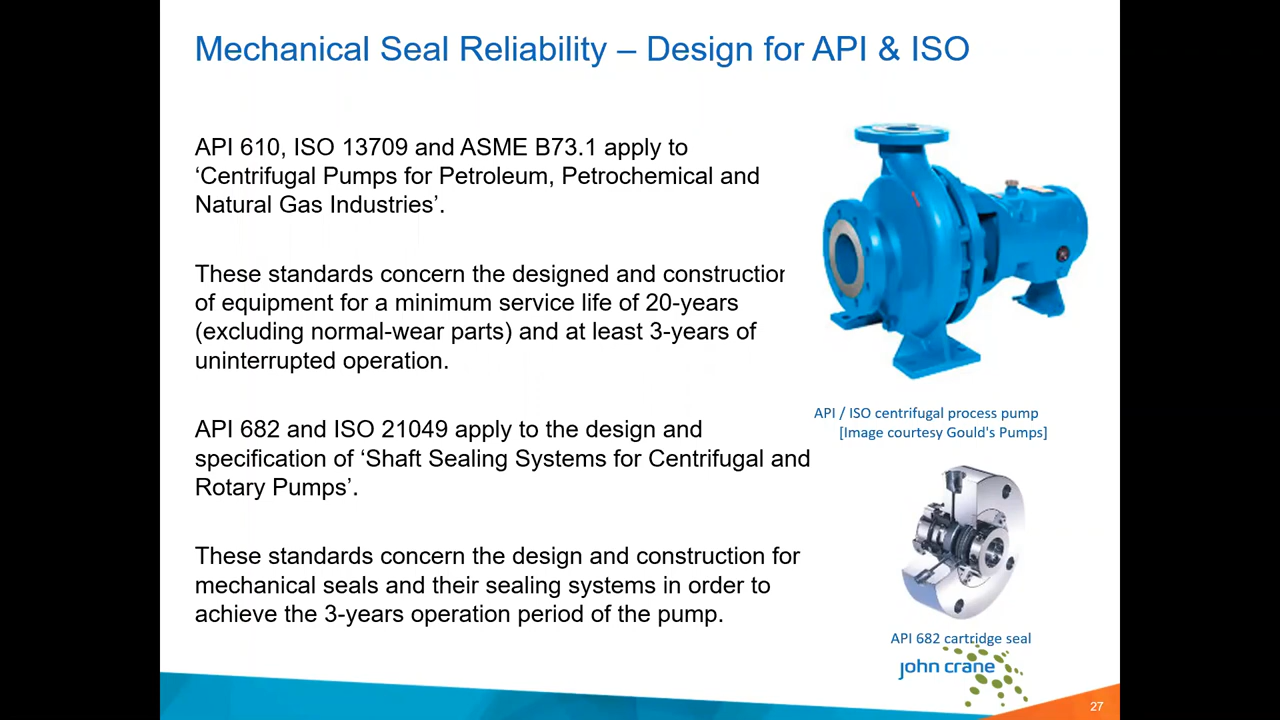 Mechanical Seal Reliability – Design for API & ISO
API 610, ISO 13709 and ASME B73.1 apply to
‘Centrifugal Pumps for Petroleum, Petrochemical and
Natural Gas Industries’.
These standards concern the designed and construction
of equipment for a minimum service life of 20-years
(excluding normal-wear parts) and at least 3-years of
uninterrupted operation.
API / ISO centrifugal process pump
[Image courtesy Gould's Pumps]
API 682 and ISO 21049 apply to the design and
specification of ‘Shaft Sealing Systems for Centrifugal and
Rotary Pumps’.
These standards concern the design and construction for
mechanical seals and their sealing systems in order to
achieve the 3-years operation period of the pump.
API 682 cartridge seal
john crane
27